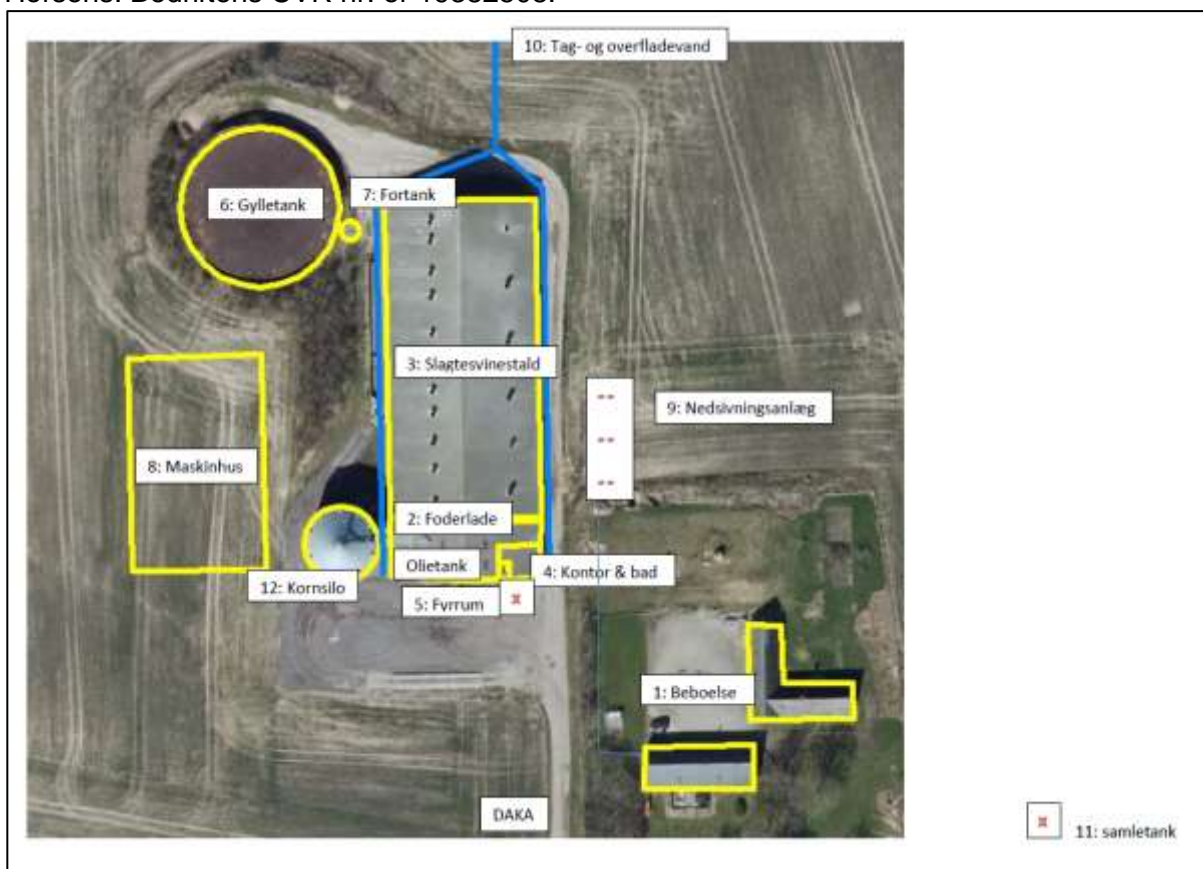 10: Tag- og overfladevand
7: Fortank
6: Gylletank
3: Slagtesvinestald
9: Nedsivningsanlæg
8: Maskinhus
2: Foderlade
Olietank
4: Kontor & bad
12: Kornsilo
5: Fyrrum
1: Beboelse
DAKA
11: samletank